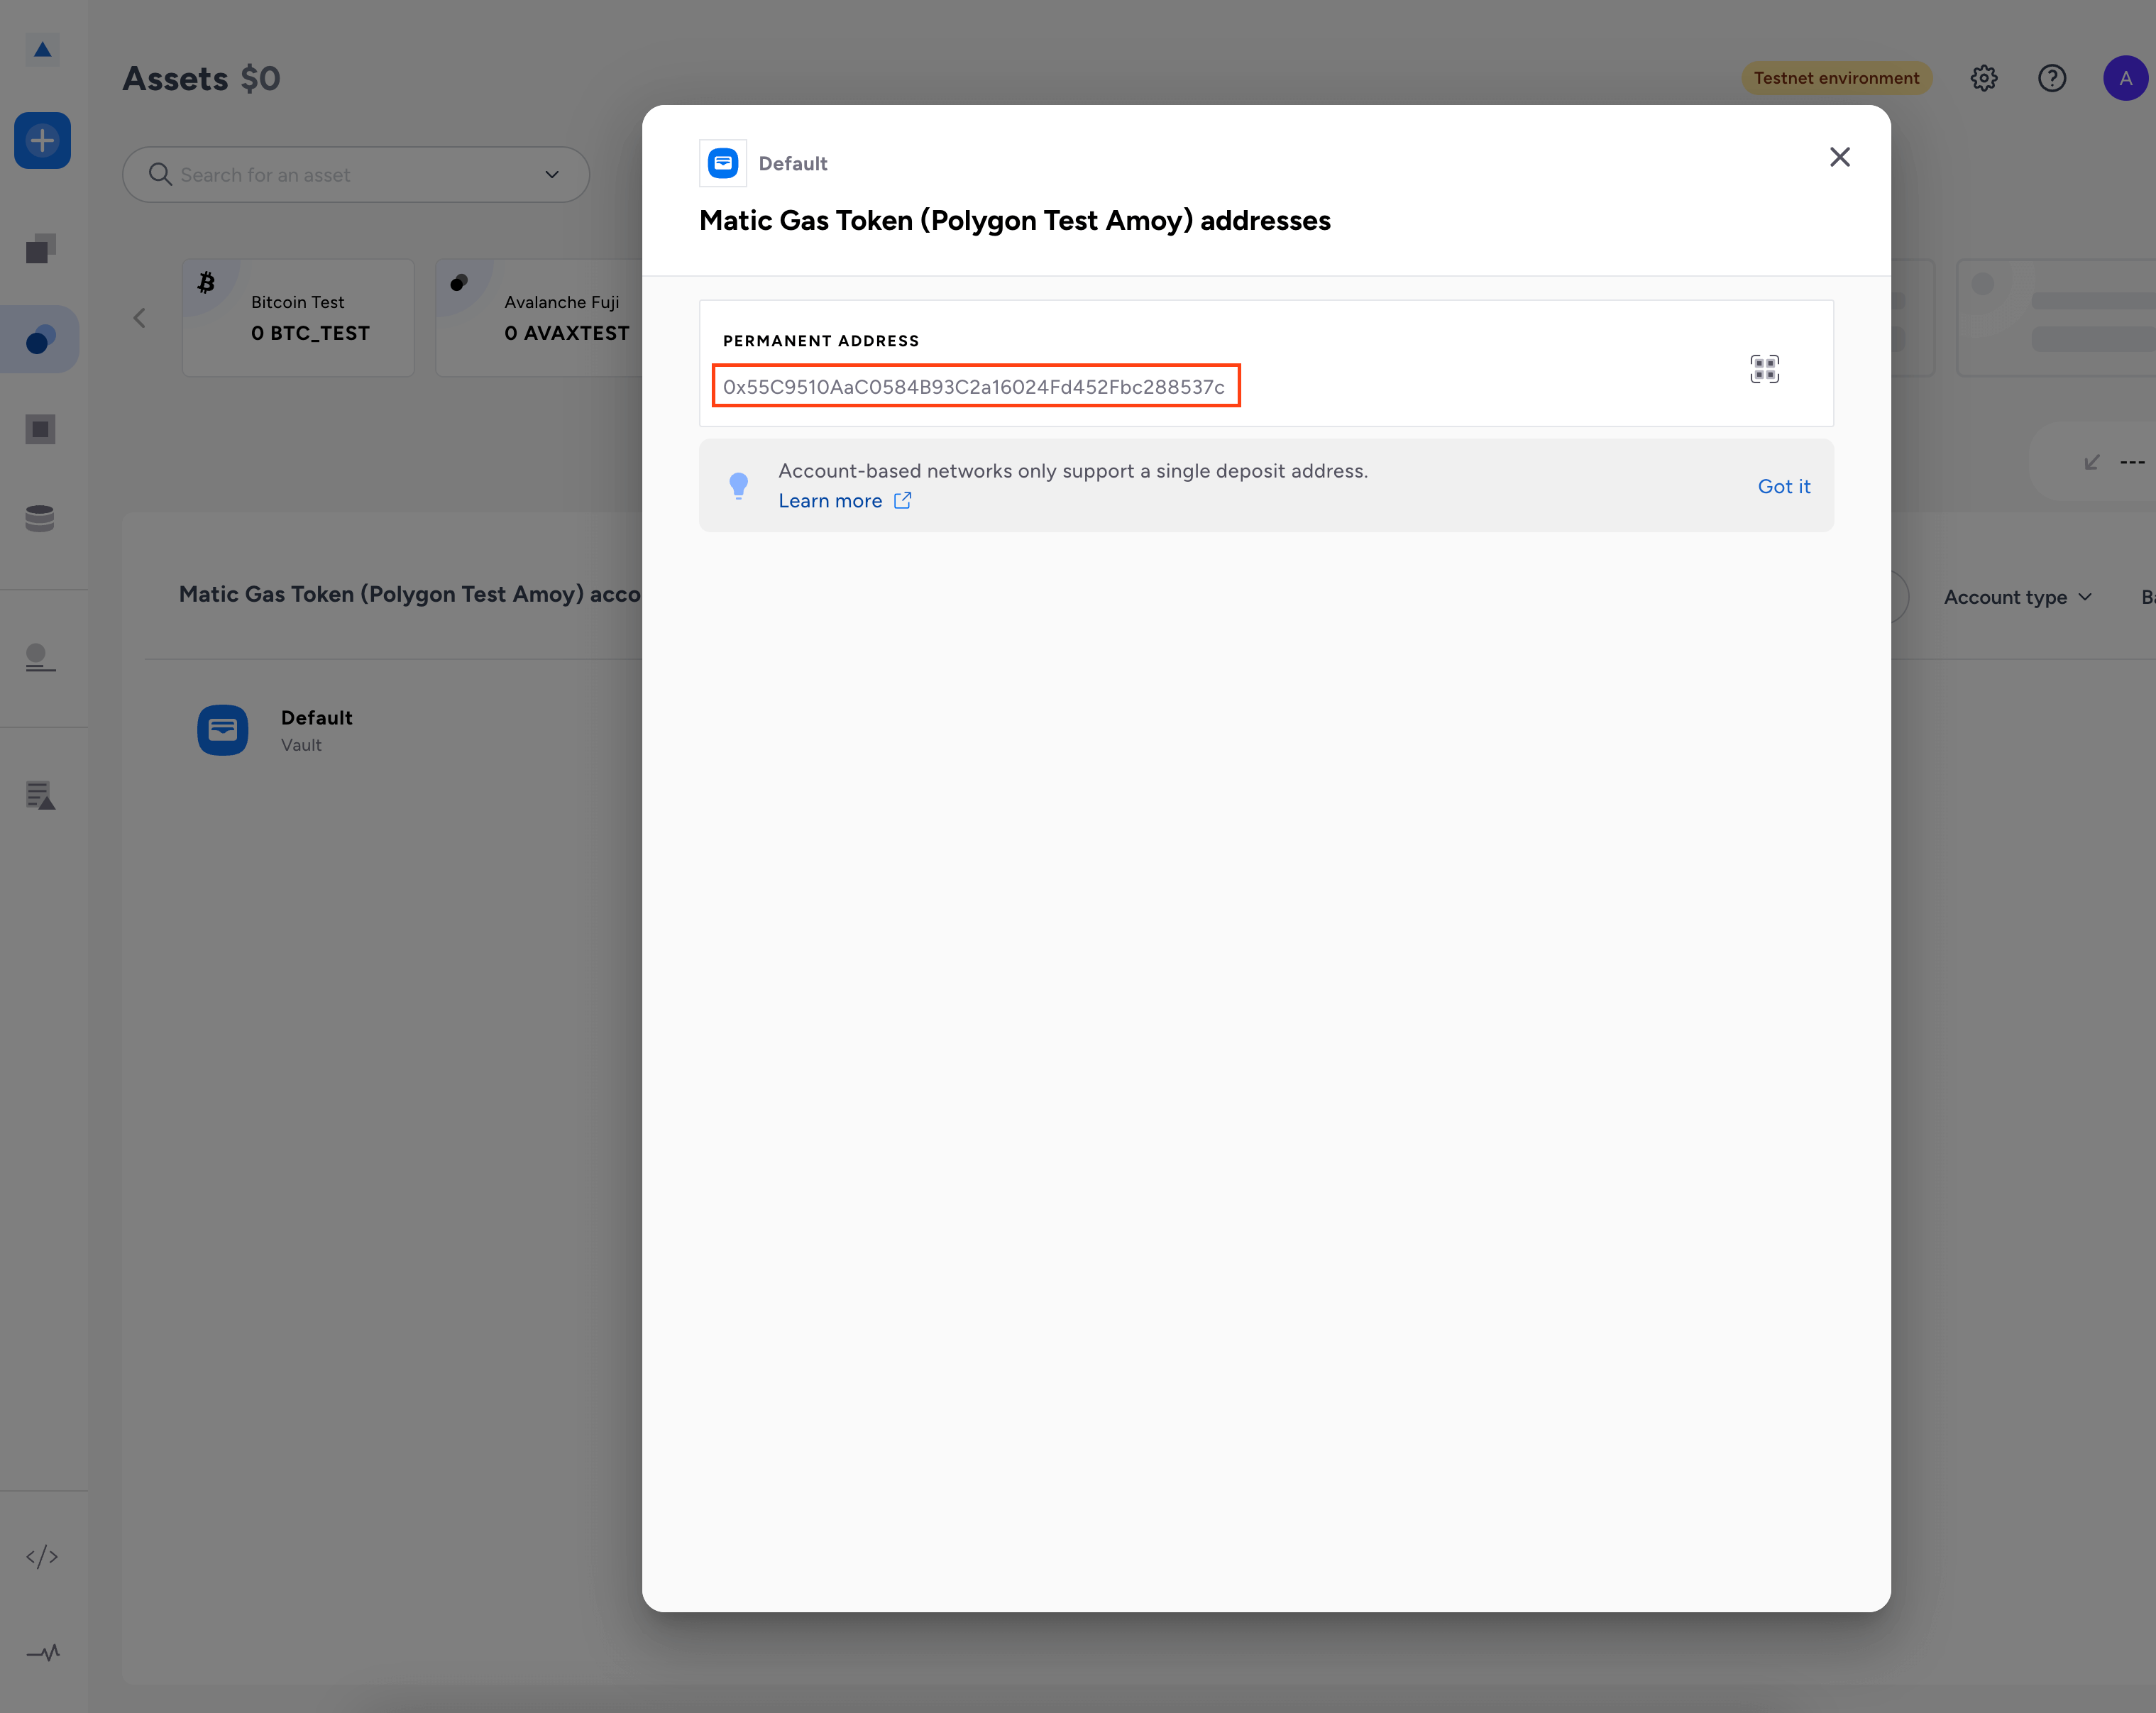 Assets $0
Testnet environment
A
Search for an asset
Bitcoin Test
0 BTC_TEST
Avalanche Fuji
0 AVAXTEST
Default
Matic Gas Token (Polygon Test Amoy) addresses
PERMANENT ADDRESS
0x55C9510AaC0584B93C2a16024Fd452Fbc288537c
Account-based networks only support a single deposit address.
Learn more
Got it
---
Matic Gas Token (Polygon Test Amoy) acco
Account type
Ba
Default
Vault